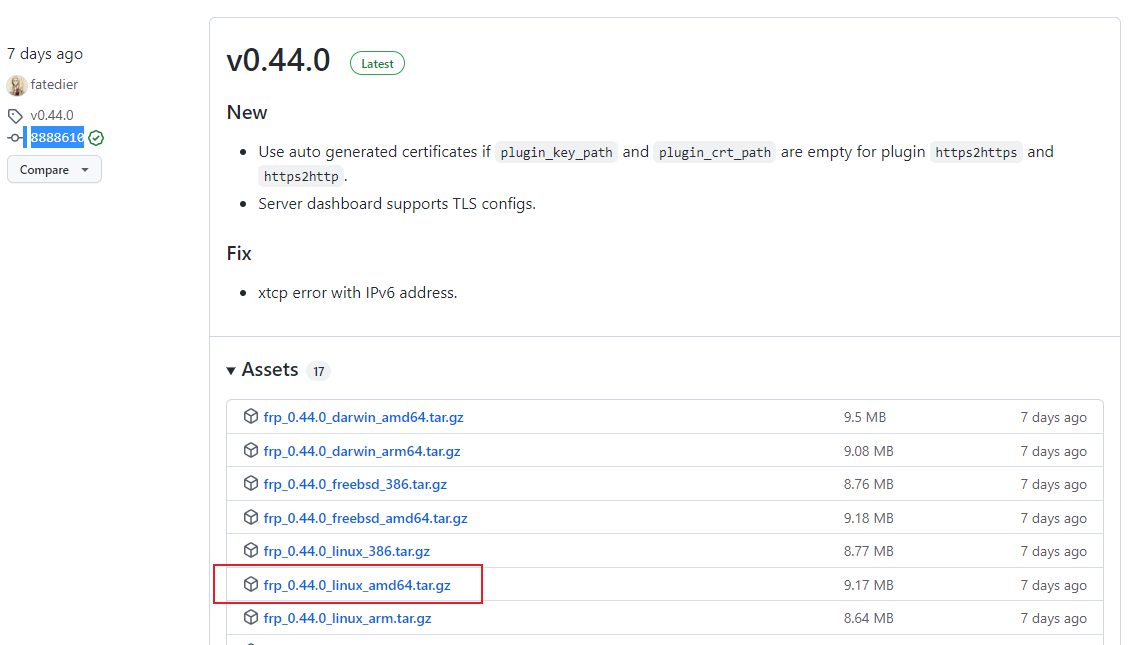 7 days ago
fatedier
v0.44.0
8888610
Compare
v0.44.0 Latest
New
Use auto generated certificates if plugin_key_path and plugin_crt_path are empty for plugin https2https and
https2http .
Server dashboard supports TLS configs.
Fix
xtcp error with IPv6 address.
Assets 17
frp_0.44.0_darwin_amd64.tar.gz 9.5 MB 7 days ago
frp_0.44.0_darwin_arm64.tar.gz 9.08 MB 7 days ago
frp_0.44.0_freebsd_386.tar.gz 8.76 MB 7 days ago
frp_0.44.0_freebsd_amd64.tar.gz 9.18 MB 7 days ago
frp_0.44.0_linux_386.tar.gz 8.77 MB 7 days ago
frp_0.44.0_linux_amd64.tar.gz 9.17 MB 7 days ago
frp_0.44.0_linux_arm.tar.gz 8.64 MB 7 days ago